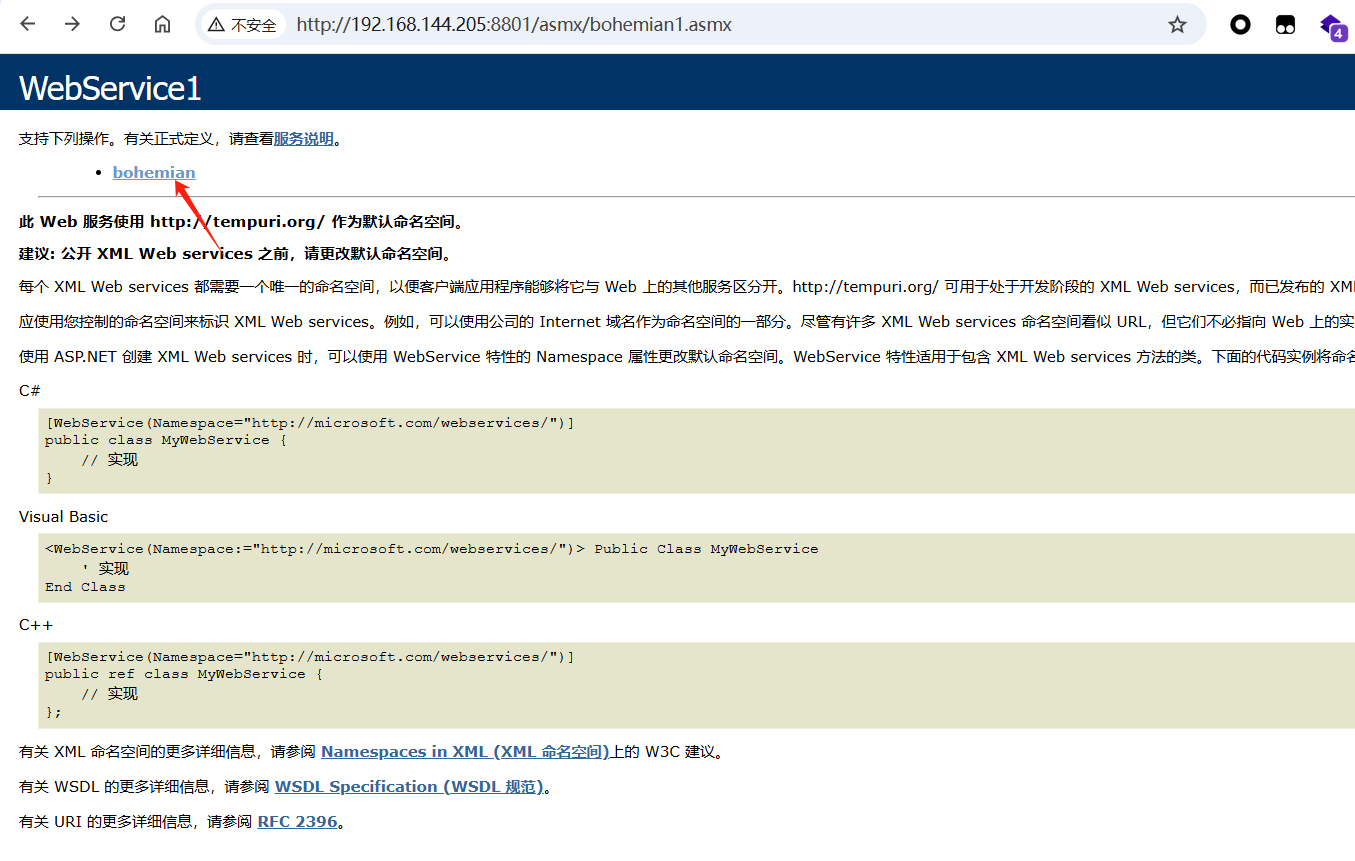 不安全 http://192.168.144.205:8801/asmx/bohemian1.asmx
4
WebService1
支持下列操作。有关正式定义，请查看服务说明。
• bohemian
此 Web 服务使用 http://tempuri.org/ 作为默认命名空间。
建议: 公开 XML Web services 之前，请更改默认命名空间。
每个 XML Web services 都需要一个唯一的命名空间，以便客户端应用程序能够将它与 Web 上的其他服务区分开。http://tempuri.org/ 可用于处于开发阶段的 XML Web services，而已发布的 XML
应使用您控制的命名空间来标识 XML Web services。例如，可以使用公司的 Internet 域名作为命名空间的一部分。尽管有许多 XML Web services 命名空间看似 URL，但它们不必指向 Web 上的实
使用 ASP.NET 创建 XML Web services 时，可以使用 WebService 特性的 Namespace 属性更改默认命名空间。WebService 特性适用于包含 XML Web services 方法的类。下面的代码实例将命名
C#
[WebService(Namespace="http://microsoft.com/webservices/")]
public class MyWebService {
// 实现
}
Visual Basic
<WebService(Namespace:="http://microsoft.com/webservices/")> Public Class MyWebService
' 实现
End Class
C++
[WebService(Namespace="http://microsoft.com/webservices/")]
public ref class MyWebService {
// 实现
};
有关 XML 命名空间的更多详细信息，请参阅 Namespaces in XML (XML 命名空间)上的 W3C 建议。
有关 WSDL 的更多详细信息，请参阅 WSDL Specification (WSDL 规范)。
有关 URI 的更多详细信息，请参阅 RFC 2396。